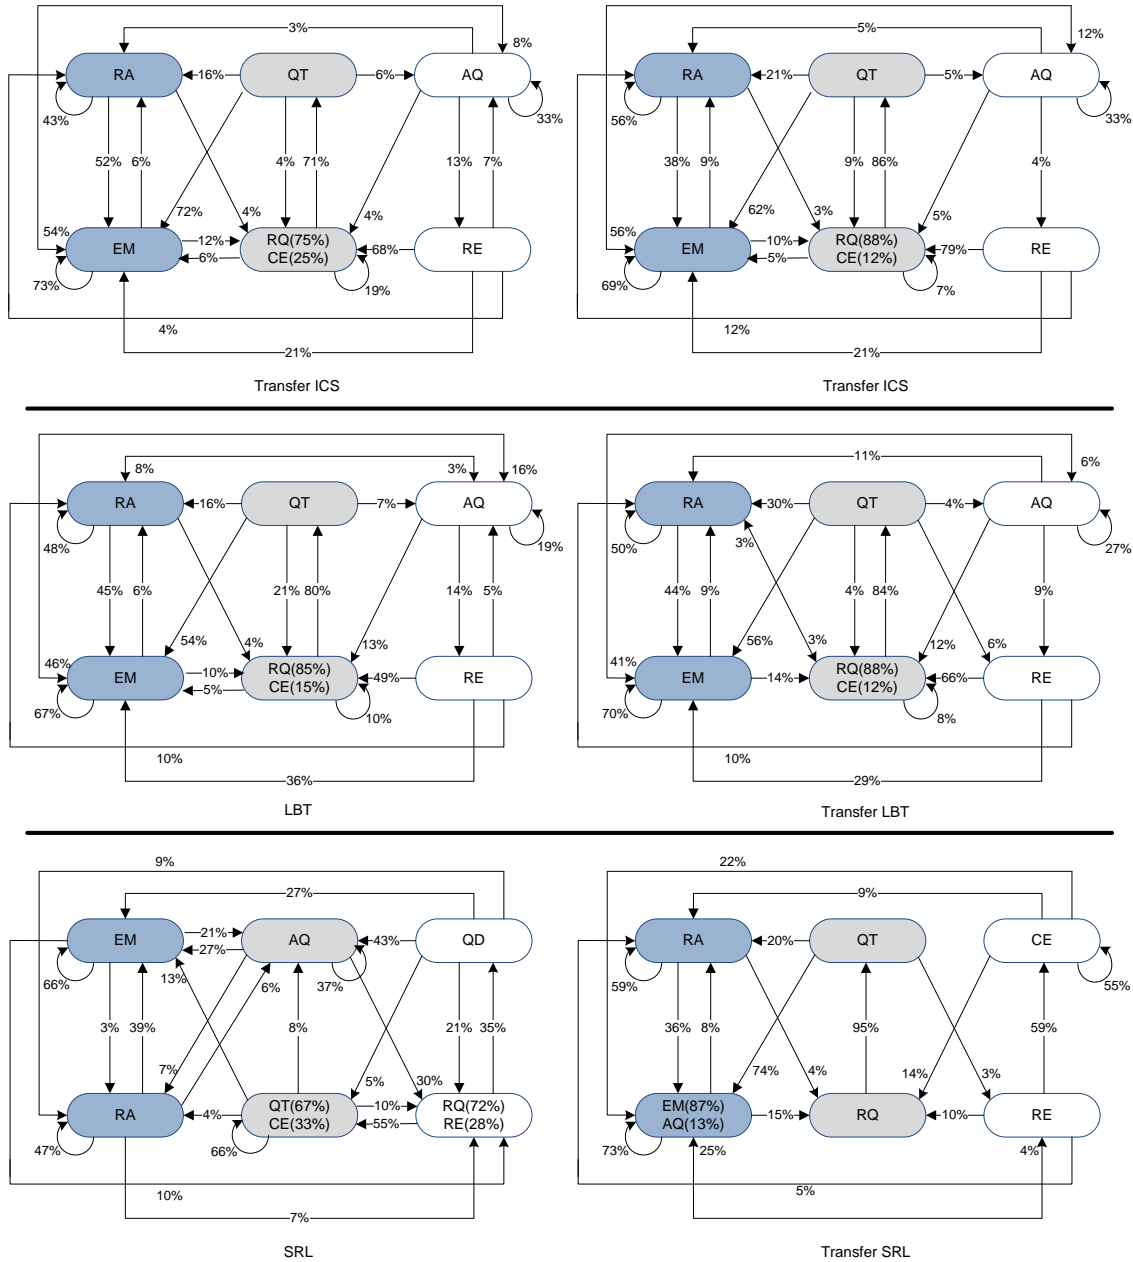 3%
8%
RA
16%
QT
6%
AQ
43%
33%
52%
6%
4%
71%
13%
7%
72%
4%
4%
54%
EM
12%
6%
RQ(75%)
CE(25%)
68%
RE
73%
19%
4%
21%
Transfer ICS
5%
12%
RA
21%
QT
5%
AQ
56%
33%
38%
9%
9%
86%
4%
62%
3%
5%
56%
EM
10%
5%
RQ(88%)
CE(12%)
79%
RE
69%
7%
12%
21%
Transfer ICS
8%
3%
16%
RA
16%
QT
7%
AQ
48%
19%
45%
6%
21%
80%
14%
5%
54%
4%
13%
46%
EM
10%
5%
RQ(85%)
CE(15%)
49%
RE
67%
10%
10%
36%
LBT
11%
6%
RA
30%
QT
4%
AQ
50%
3%
27%
44%
9%
4%
84%
9%
56%
3%
12%
6%
41%
EM
14%
RQ(88%)
CE(12%)
66%
RE
70%
8%
10%
29%
Transfer LBT
9%
27%
EM
21%
27%
AQ
43%
QD
66%
13%
6%
37%
3%
39%
8%
21%
35%
7%
5%
30%
RA
4%
QT(67%)
CE(33%)
10%
55%
RQ(72%)
RE(28%)
47%
66%
10%
7%
SRL
22%
9%
RA
20%
QT
CE
59%
55%
36%
8%
95%
59%
74%
4%
14%
3%
EM(87%)
AQ(13%)
15%
RQ
10%
RE
73%
25%
4%
5%
Transfer SRL